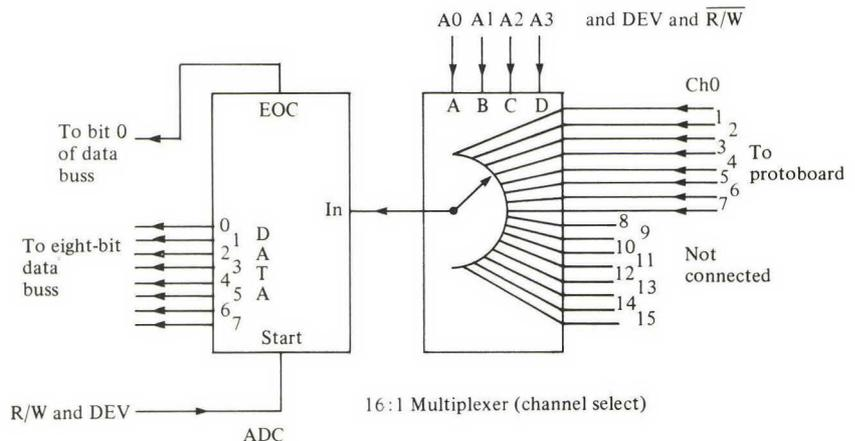 A0 A1 A2 A3 and DEV and R/W
A B C D
Ch0
1
2
3
4
5
6
7
To
protoboard
8
9
10
11
12
13
14
15
Not
connected
EOC
To bit 0
of data
buss
In
To eight-bit
data
buss
0
1
2
3
4
5
6
7
D
A
T
A
Start
R/W and DEV
ADC
16:1 Multiplexer (channel select)